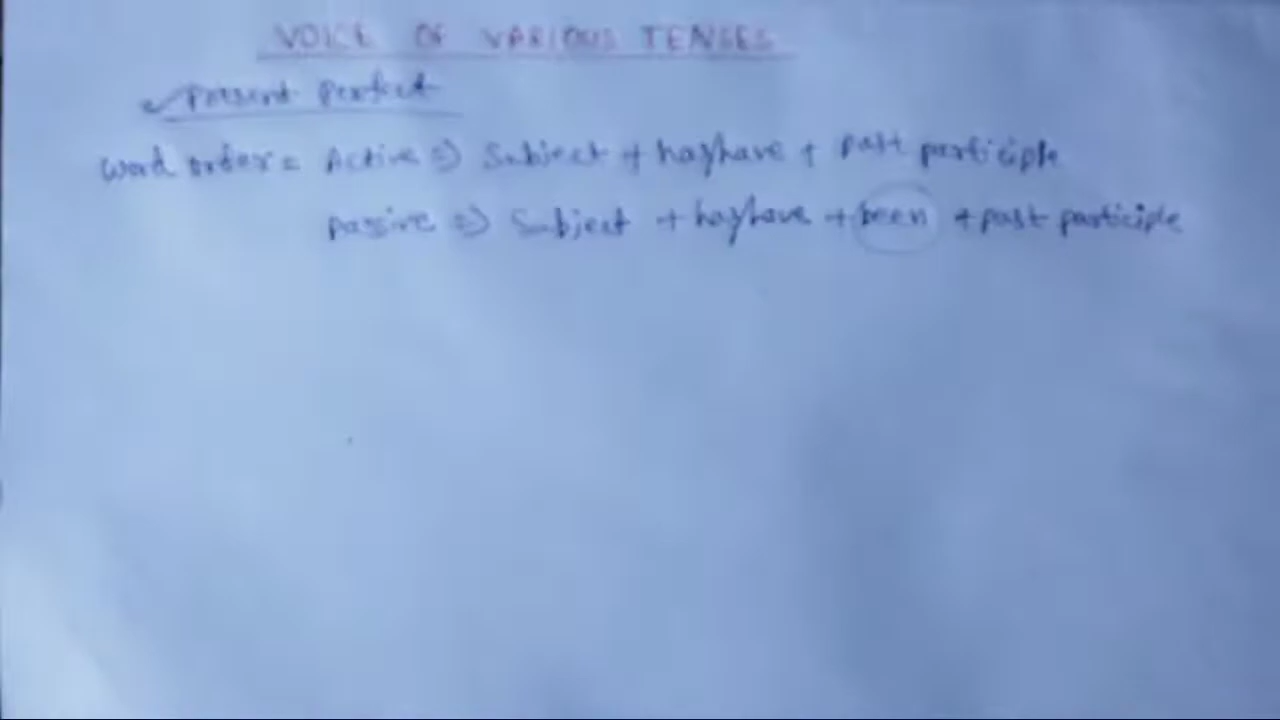 VOICE OF VARIOUS TENSES
✓Present Perfect
Word order = Active ⇒ Subject + has/have + Past participle
passive ⇒ Subject + has/have + been + past participle